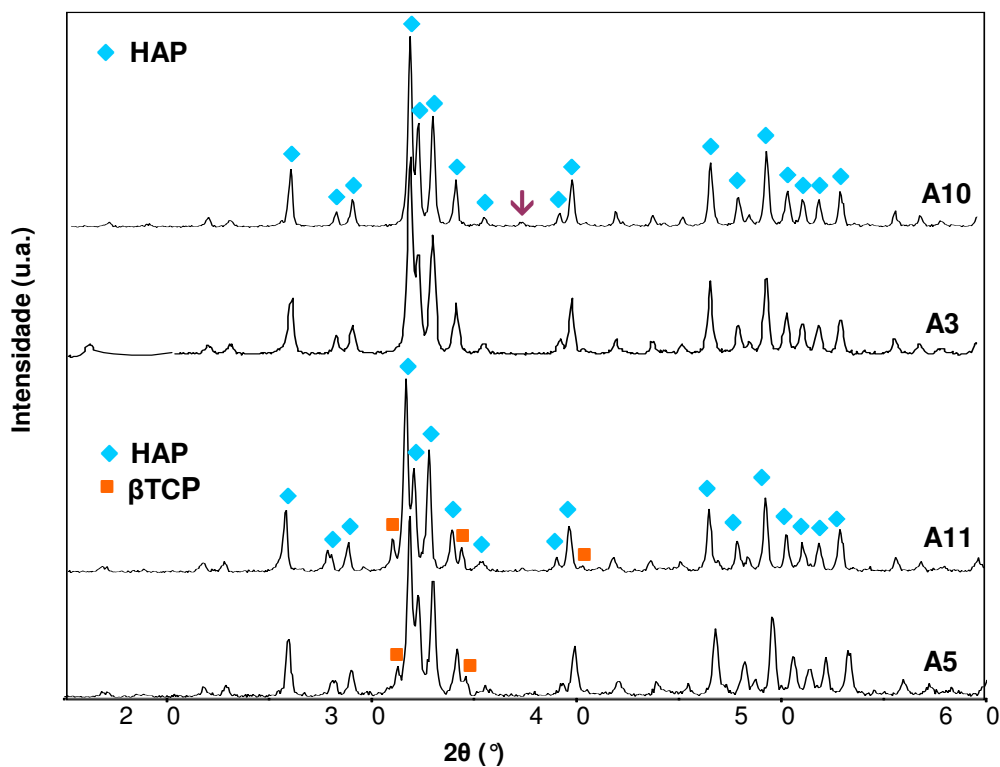 HAP
A10
A3
Intensidade (u.a.)
HAP
βTCP
A11
A5
2 0 3 0 4 0 5 0 6 0
2θ (°)